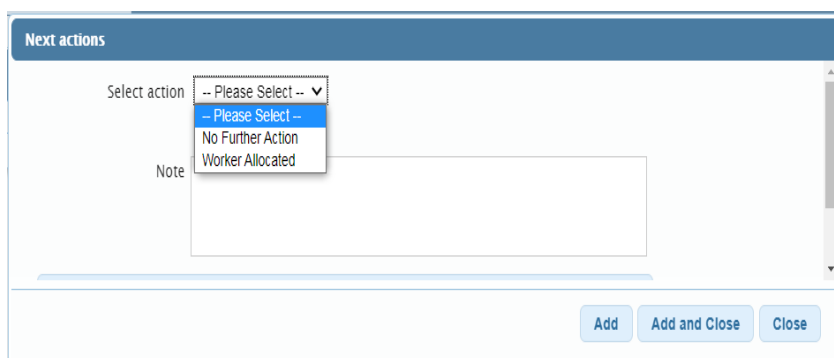 Next actions
Select action -- Please Select --
-- Please Select --
No Further Action
Worker Allocated
Note
Add Add and Close Close